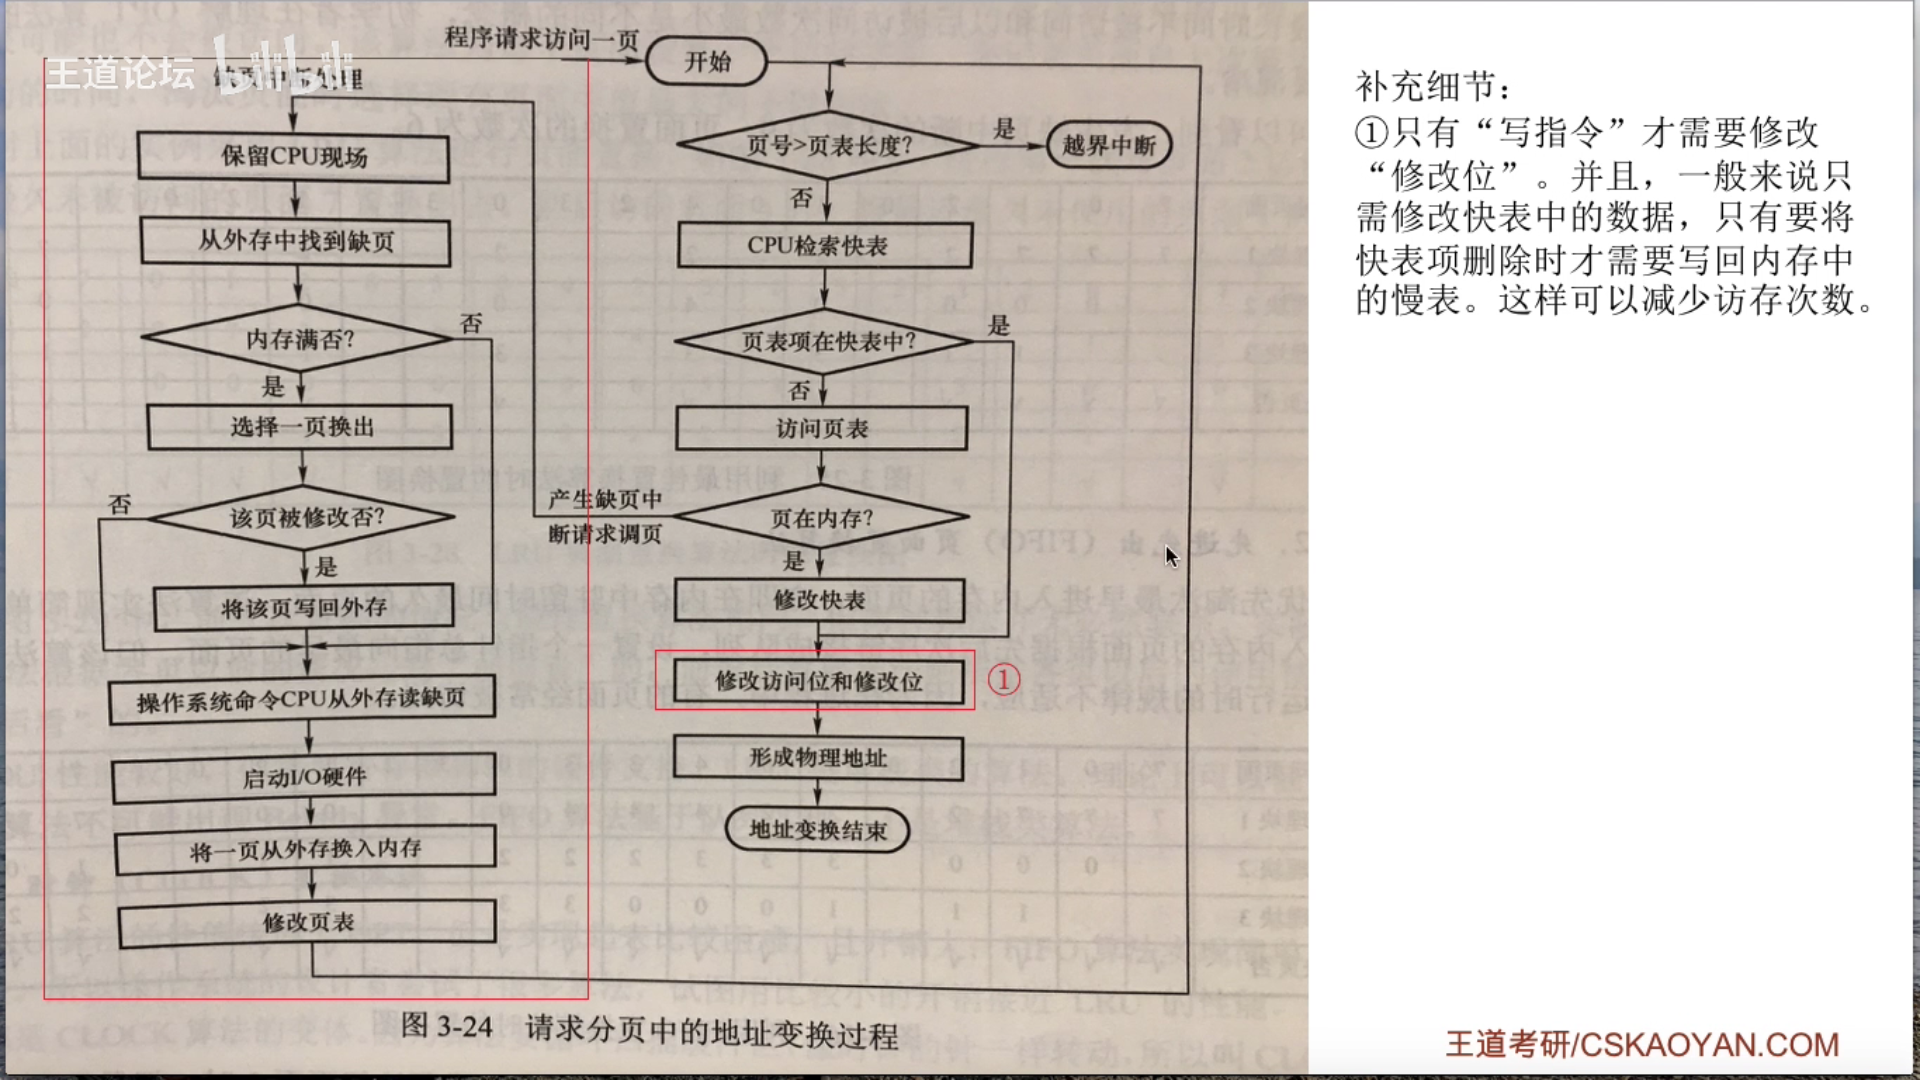 王道论坛
缺页中断处理
程序请求访问一页
开始
页号>页表长度?
是
越界中断
否
CPU检索快表
页表项在快表中?
是
否
访问页表
页在内存?
产生缺页中
断请求调页
是
修改快表
修改访问位和修改位
①
形成物理地址
地址变换结束
保留CPU现场
从外存中找到缺页
内存满否?
否
是
选择一页换出
该页被修改否?
否
是
将该页写回外存
操作系统命令CPU从外存读缺页
启动I/O硬件
将一页从外存换入内存
修改页表
图 3-24 请求分页中的地址变换过程
补充细节：
①只有“写指令”才需要修改
“修改位”。并且，一般来说只
需修改快表中的数据，只有要将
快表项删除时才需要写回内存中
的慢表。这样可以减少访存次数。
王道考研/CSKAOYAN.COM